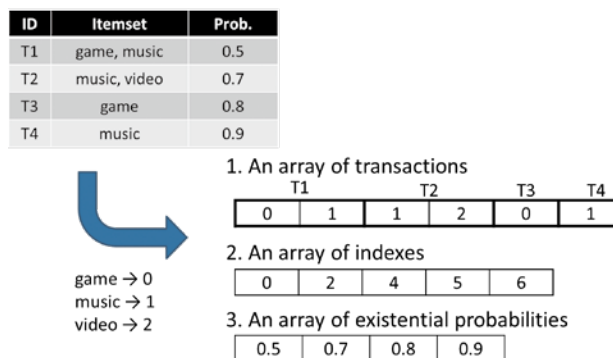 ID Itemset Prob.
T1 game, music 0.5
T2 music, video 0.7
T3 game 0.8
T4 music 0.9
1. An array of transactions
T1 T2 T3 T4
0 1 1 2 0 1
2. An array of indexes
0 2 4 5 6
game → 0
music → 1
video → 2
3. An array of existential probabilities
0.5 0.7 0.8 0.9